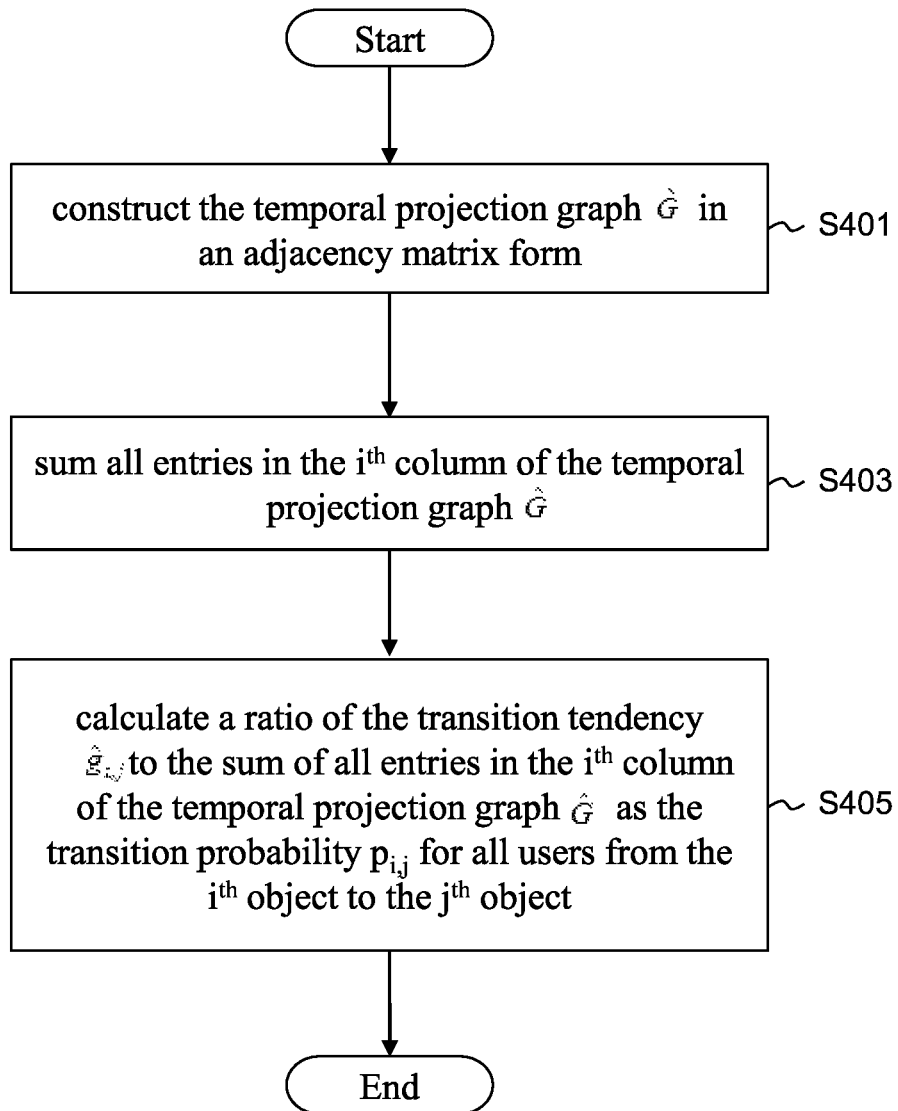 Start
construct the temporal projection graph Ĝ in
an adjacency matrix form
S401
sum all entries in the iᵗʰ column of the temporal
projection graph Ĝ
S403
calculate a ratio of the transition tendency
ĝᵢ,ⱼ to the sum of all entries in the iᵗʰ column
of the temporal projection graph Ĝ as the
transition probability pᵢ,ⱼ for all users from the
iᵗʰ object to the jᵗʰ object
S405
End